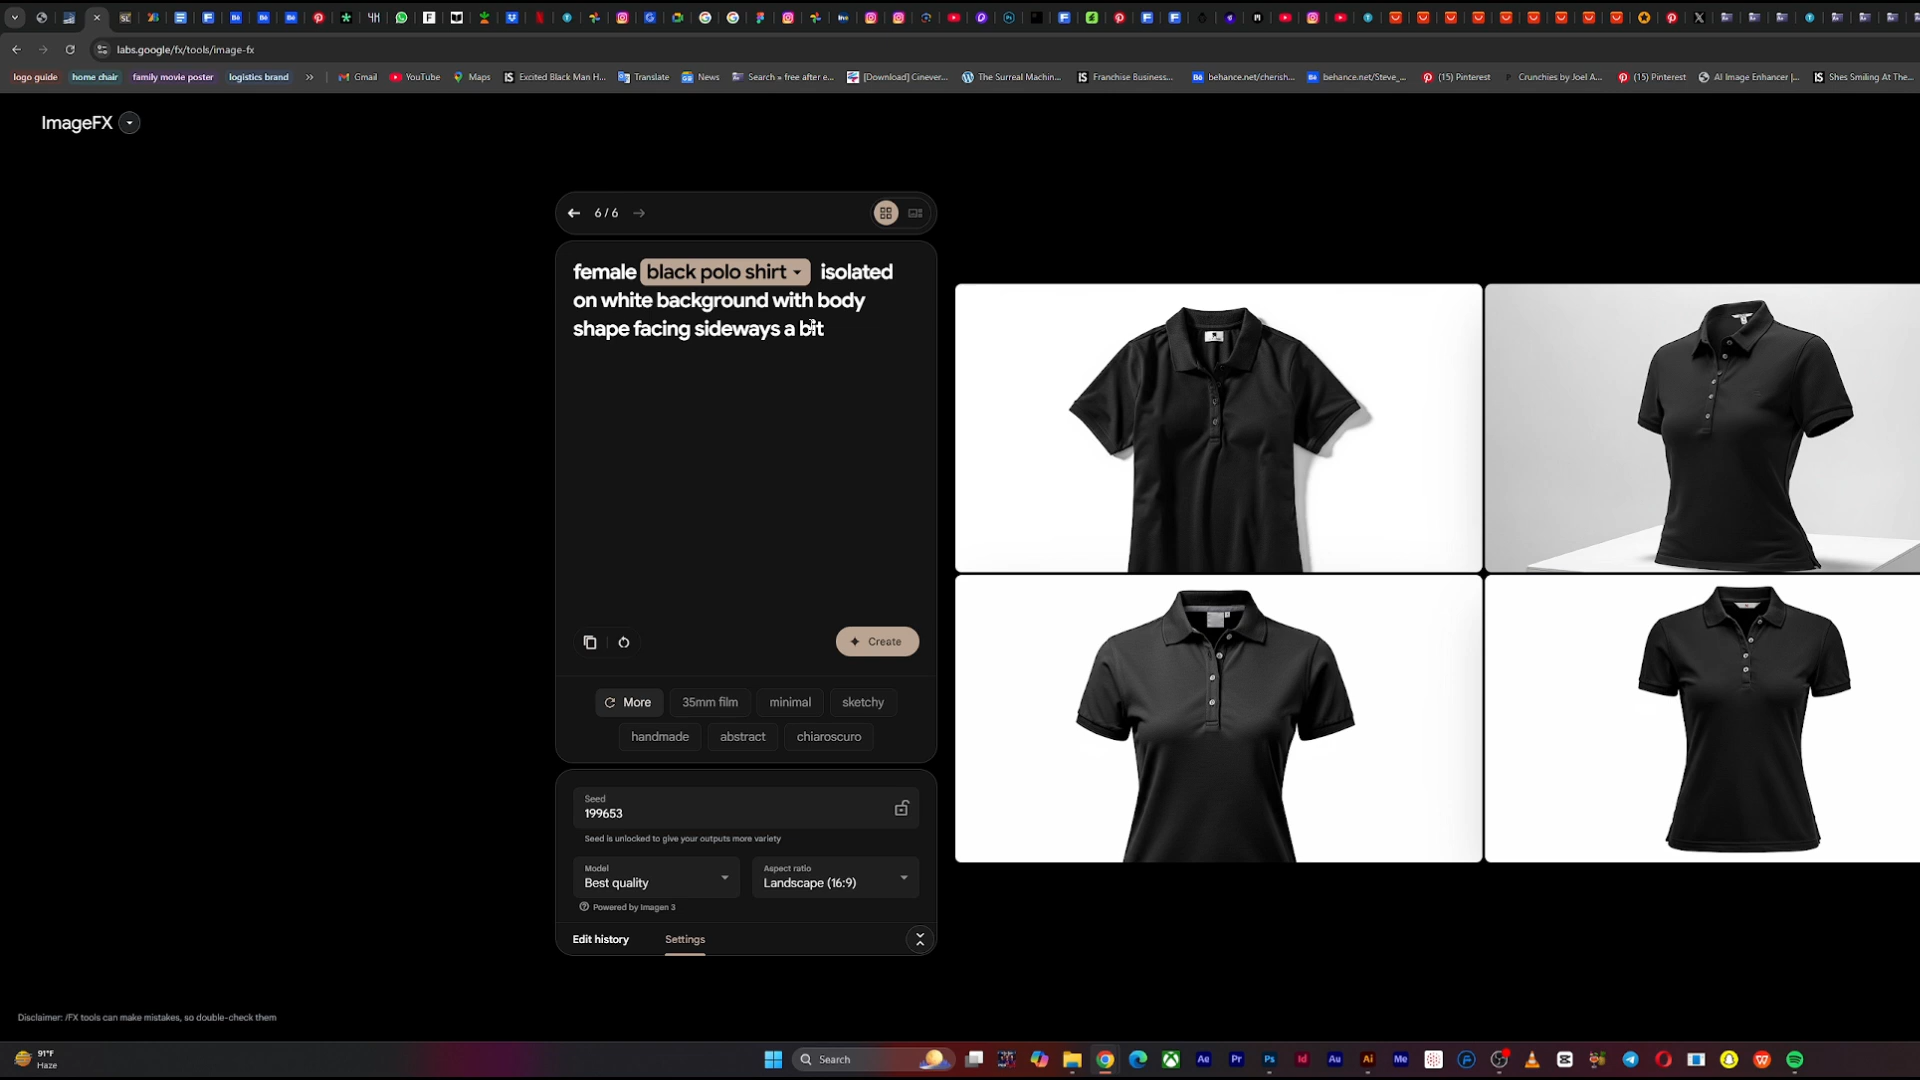 labs.google/fx/tools/image-fx
logo guide
home chair
family movie poster
logistics brand
Gmail
YouTube
Maps
Excited Black Man H...
Translate
News
Search » free after e...
[Download] Cinever...
The Surreal Machin...
Franchise Business...
behance.net/cherish...
behance.net/Steve_...
(15) Pinterest
Crunchies by Joel A...
(15) Pinterest
AI Image Enhancer |...
Shes Smiling At The...
ImageFX
6 / 6
female black polo shirt isolated
on white background with body
shape facing sideways a bit
Create
More
35mm film
minimal
sketchy
handmade
abstract
chiaroscuro
Seed
199653
Seed is unlocked to give your outputs more variety
Model
Best quality
Aspect ratio
Landscape (16:9)
Powered by Imagen 3
Edit history
Settings
Disclaimer: /FX tools can make mistakes, so double-check them
91°F
Haze
Search